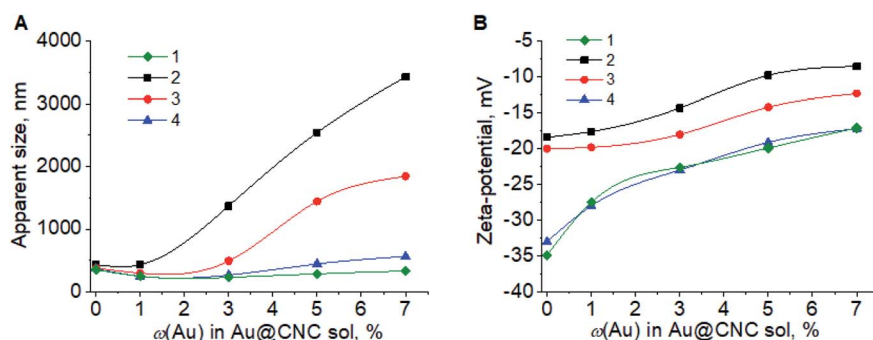 A
Apparent size, nm
4000
3500
3000
2000
1000
0
1
2
3
4
0 1 2 3 4 5 6 7
ω(Au) in Au@CNC sol, %
B
Zeta-potential, mV
-5
-10
-15
-20
-25
-30
-35
-40
1
2
3
4
0 1 2 3 4 5 6 7
ω(Au) in Au@CNC sol, %